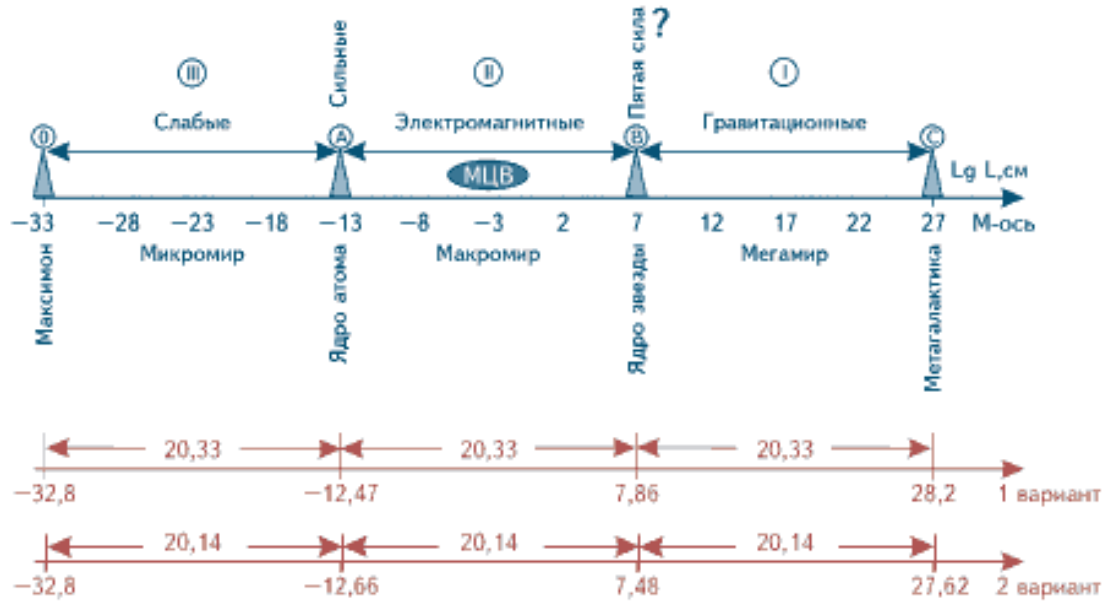 Сильные
Пятая сила ?
III
II
I
Слабые
Электромагнитные
Гравитационные
0
A
B
C
МЦВ
Lg L,см
−33
−28
−23
−18
−13
−8
−3
2
7
12
17
22
27
М-ось
Микромир
Макромир
Мегамир
Максимон
Ядро атома
Ядро звезды
Метагалактика
20,33
20,33
20,33
−32,8
−12,47
7,86
28,2
1 вариант
20,14
20,14
20,14
−32,8
−12,66
7,48
27,62
2 вариант